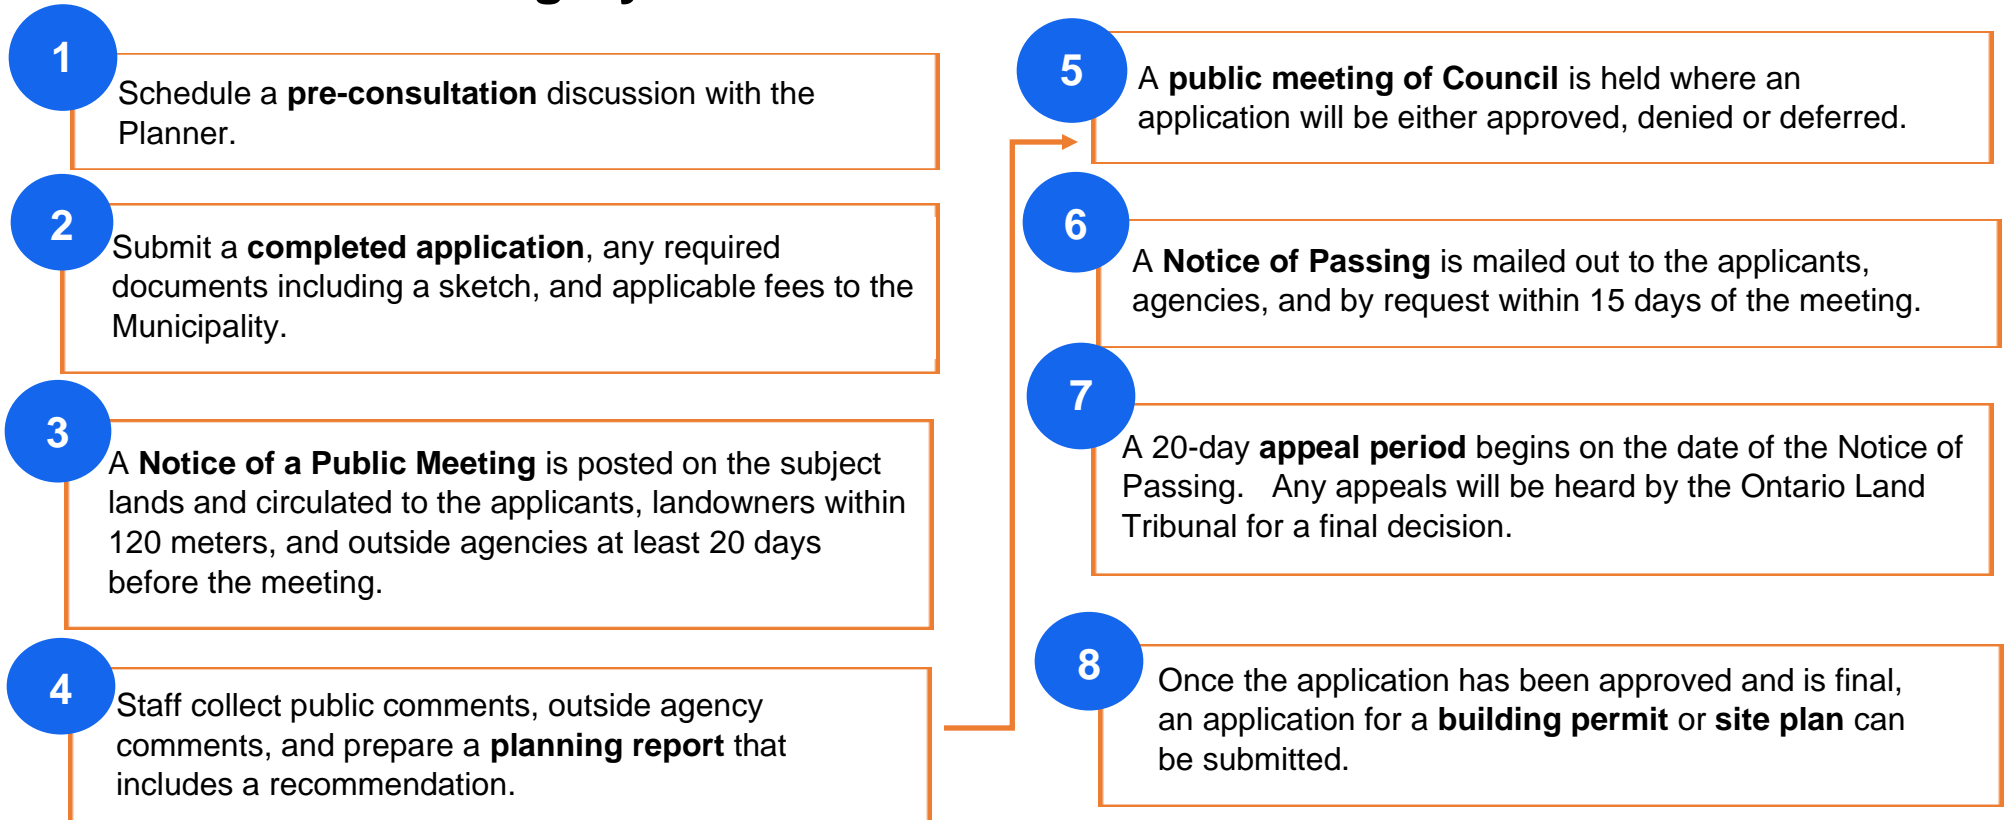 1
Schedule a pre-consultation discussion with the
Planner.
2
Submit a completed application, any required
documents including a sketch, and applicable fees to the
Municipality.
3
A Notice of a Public Meeting is posted on the subject
lands and circulated to the applicants, landowners within
120 meters, and outside agencies at least 20 days
before the meeting.
4
Staff collect public comments, outside agency
comments, and prepare a planning report that
includes a recommendation.
5
A public meeting of Council is held where an
application will be either approved, denied or deferred.
6
A Notice of Passing is mailed out to the applicants,
agencies, and by request within 15 days of the meeting.
7
A 20-day appeal period begins on the date of the Notice of
Passing.   Any appeals will be heard by the Ontario Land
Tribunal for a final decision.
8
Once the application has been approved and is final,
an application for a building permit or site plan can
be submitted.